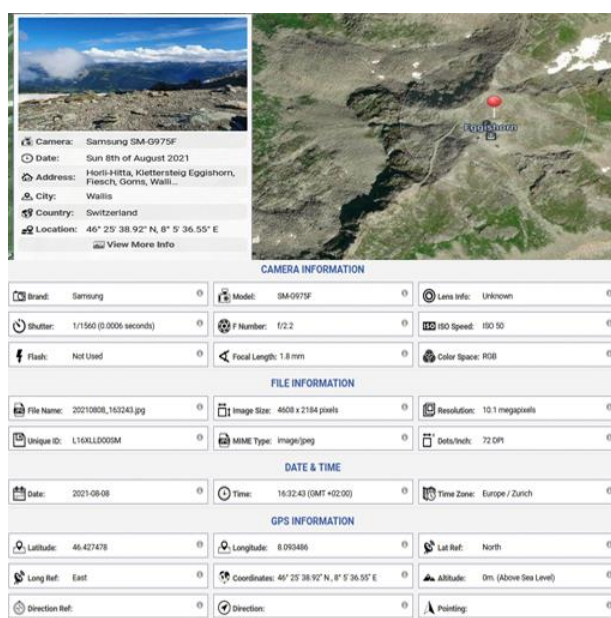 Camera: Samsung SM-G975F
Date: Sun 8th of August 2021
Address: Horli-Hitta, Klettersteig Eggishorn, Fiesch, Goms, Walli...
City: Wallis
Country: Switzerland
Location: 46° 25' 38.92" N, 8° 5' 36.55" E
View More Info
Eggishorn
CAMERA INFORMATION
Brand: Samsung Model: SM-G975F Lens Info: Unknown
Shutter: 1/1560 (0.0006 seconds) F Number: f/2.2 ISO ISO Speed: ISO 50
Flash: Not Used Focal Length: 1.8 mm Color Space: RGB
FILE INFORMATION
File Name: 20210808_163243.jpg Image Size: 4608 x 2184 pixels Resolution: 10.1 megapixels
Unique ID: L16XLLD00SM MIME Type: image/jpeg Dots/Inch: 72 DPI
DATE & TIME
Date: 2021-08-08 Time: 16:32:43 (GMT +02:00) Time Zone: Europe / Zurich
GPS INFORMATION
Latitude: 46.427478 Longitude: 8.093486 Lat Ref: North
Long Ref: East Coordinates: 46° 25' 38.92" N , 8° 5' 36.55" E Altitude: 0m. (Above Sea Level)
Direction Ref: Direction: Pointing: